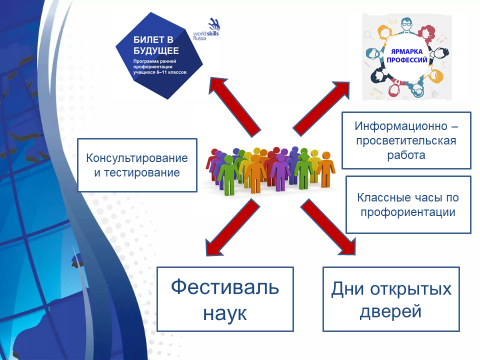 БИЛЕТ В
БУДУЩЕЕ
Программа ранней
профориентации
учащихся 6–11 классов
worldskills
Russia
ЯРМАРКА
ПРОФЕССИЙ
Консультирование
и тестирование
Информационно –
просветительская
работа
Классные часы по
профориентации
Фестиваль
наук
Дни открытых
дверей